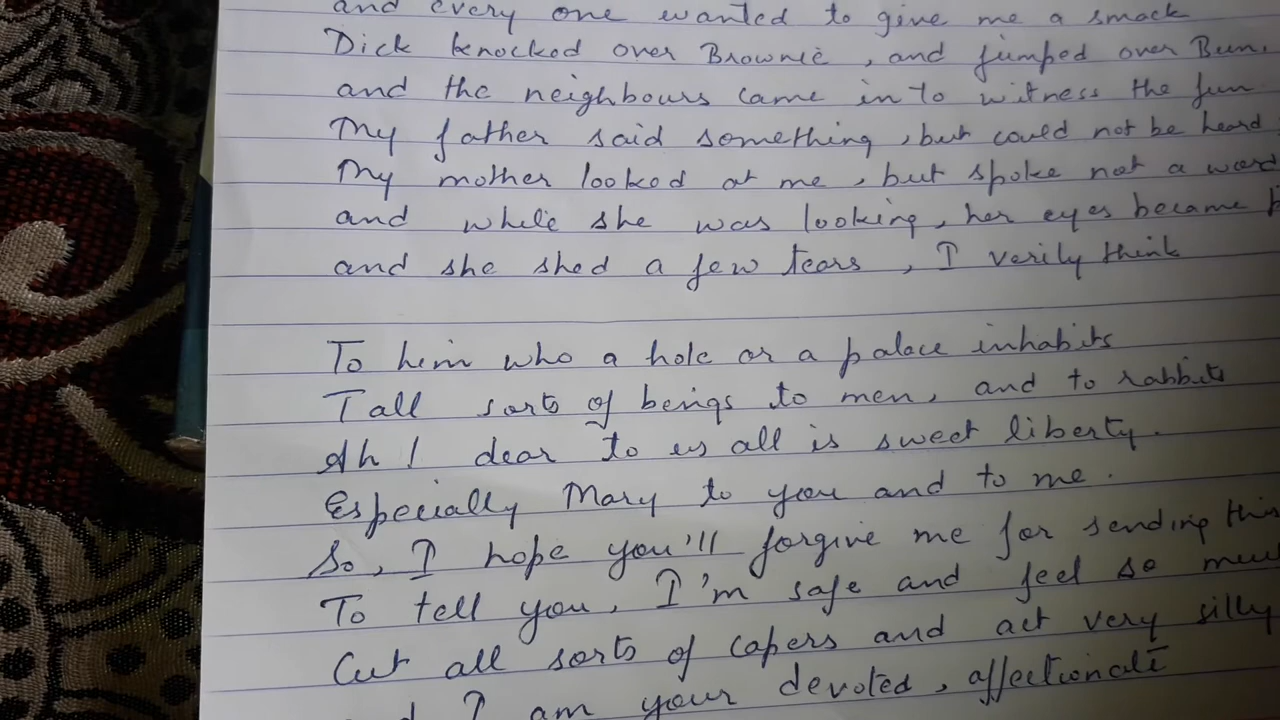 and every one wanted to give me a smack
Dick knocked over Brownie, and jumped over Bun.
and the neighbours came in to witness the fun
My father said something, but could not be heard.
My mother looked at me, but spoke not a word
and while she was looking, her eyes became
and she shed a few tears, I verily think
To him who a hole or a palace inhabits
T all sorts of beings to men, and to rabbits
Ah! dear to us all is sweet liberty.
Especially Mary to you and to me.
So, I hope you'll forgive me for sending this
To tell you, I'm safe and feel so
Cut all sorts of capers and act very silly
I am your devoted, affectionate